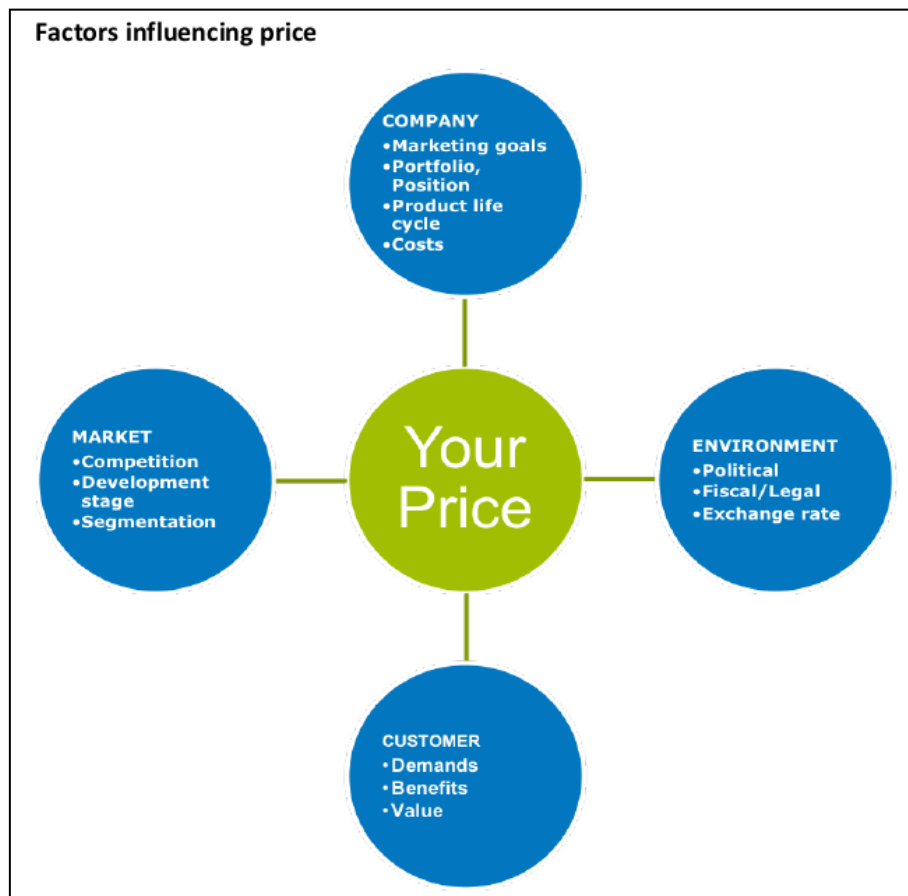 Factors influencing price
COMPANY
•Marketing goals
•Portfolio,
Position
•Product life
cycle
•Costs
MARKET
•Competition
•Development
stage
•Segmentation
Your
Price
ENVIRONMENT
•Political
•Fiscal/Legal
•Exchange rate
CUSTOMER
•Demands
•Benefits
•Value